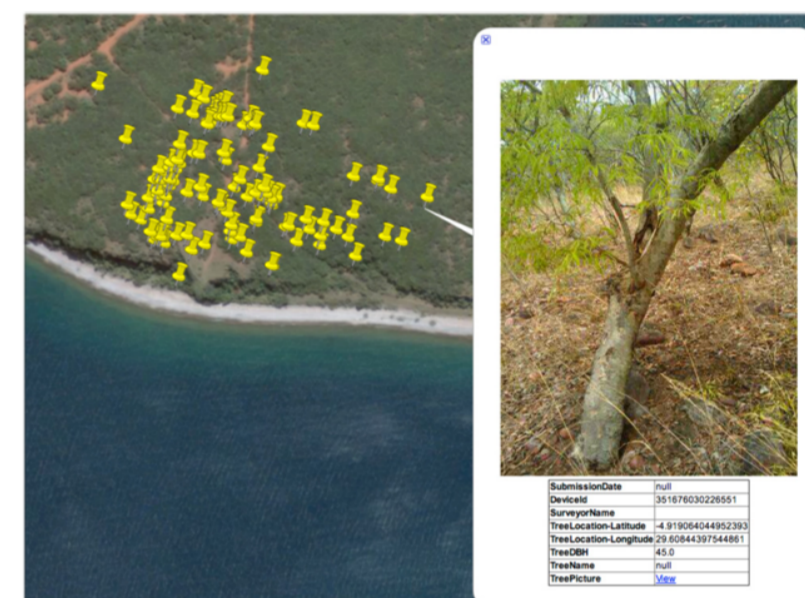 SubmissionDate null
DeviceId 351676030226551
SurveyorName
TreeLocation-Latitude -4.919064044952393
TreeLocation-Longitude 29.60844397544861
TreeDBH 45.0
TreeName null
TreePicture View